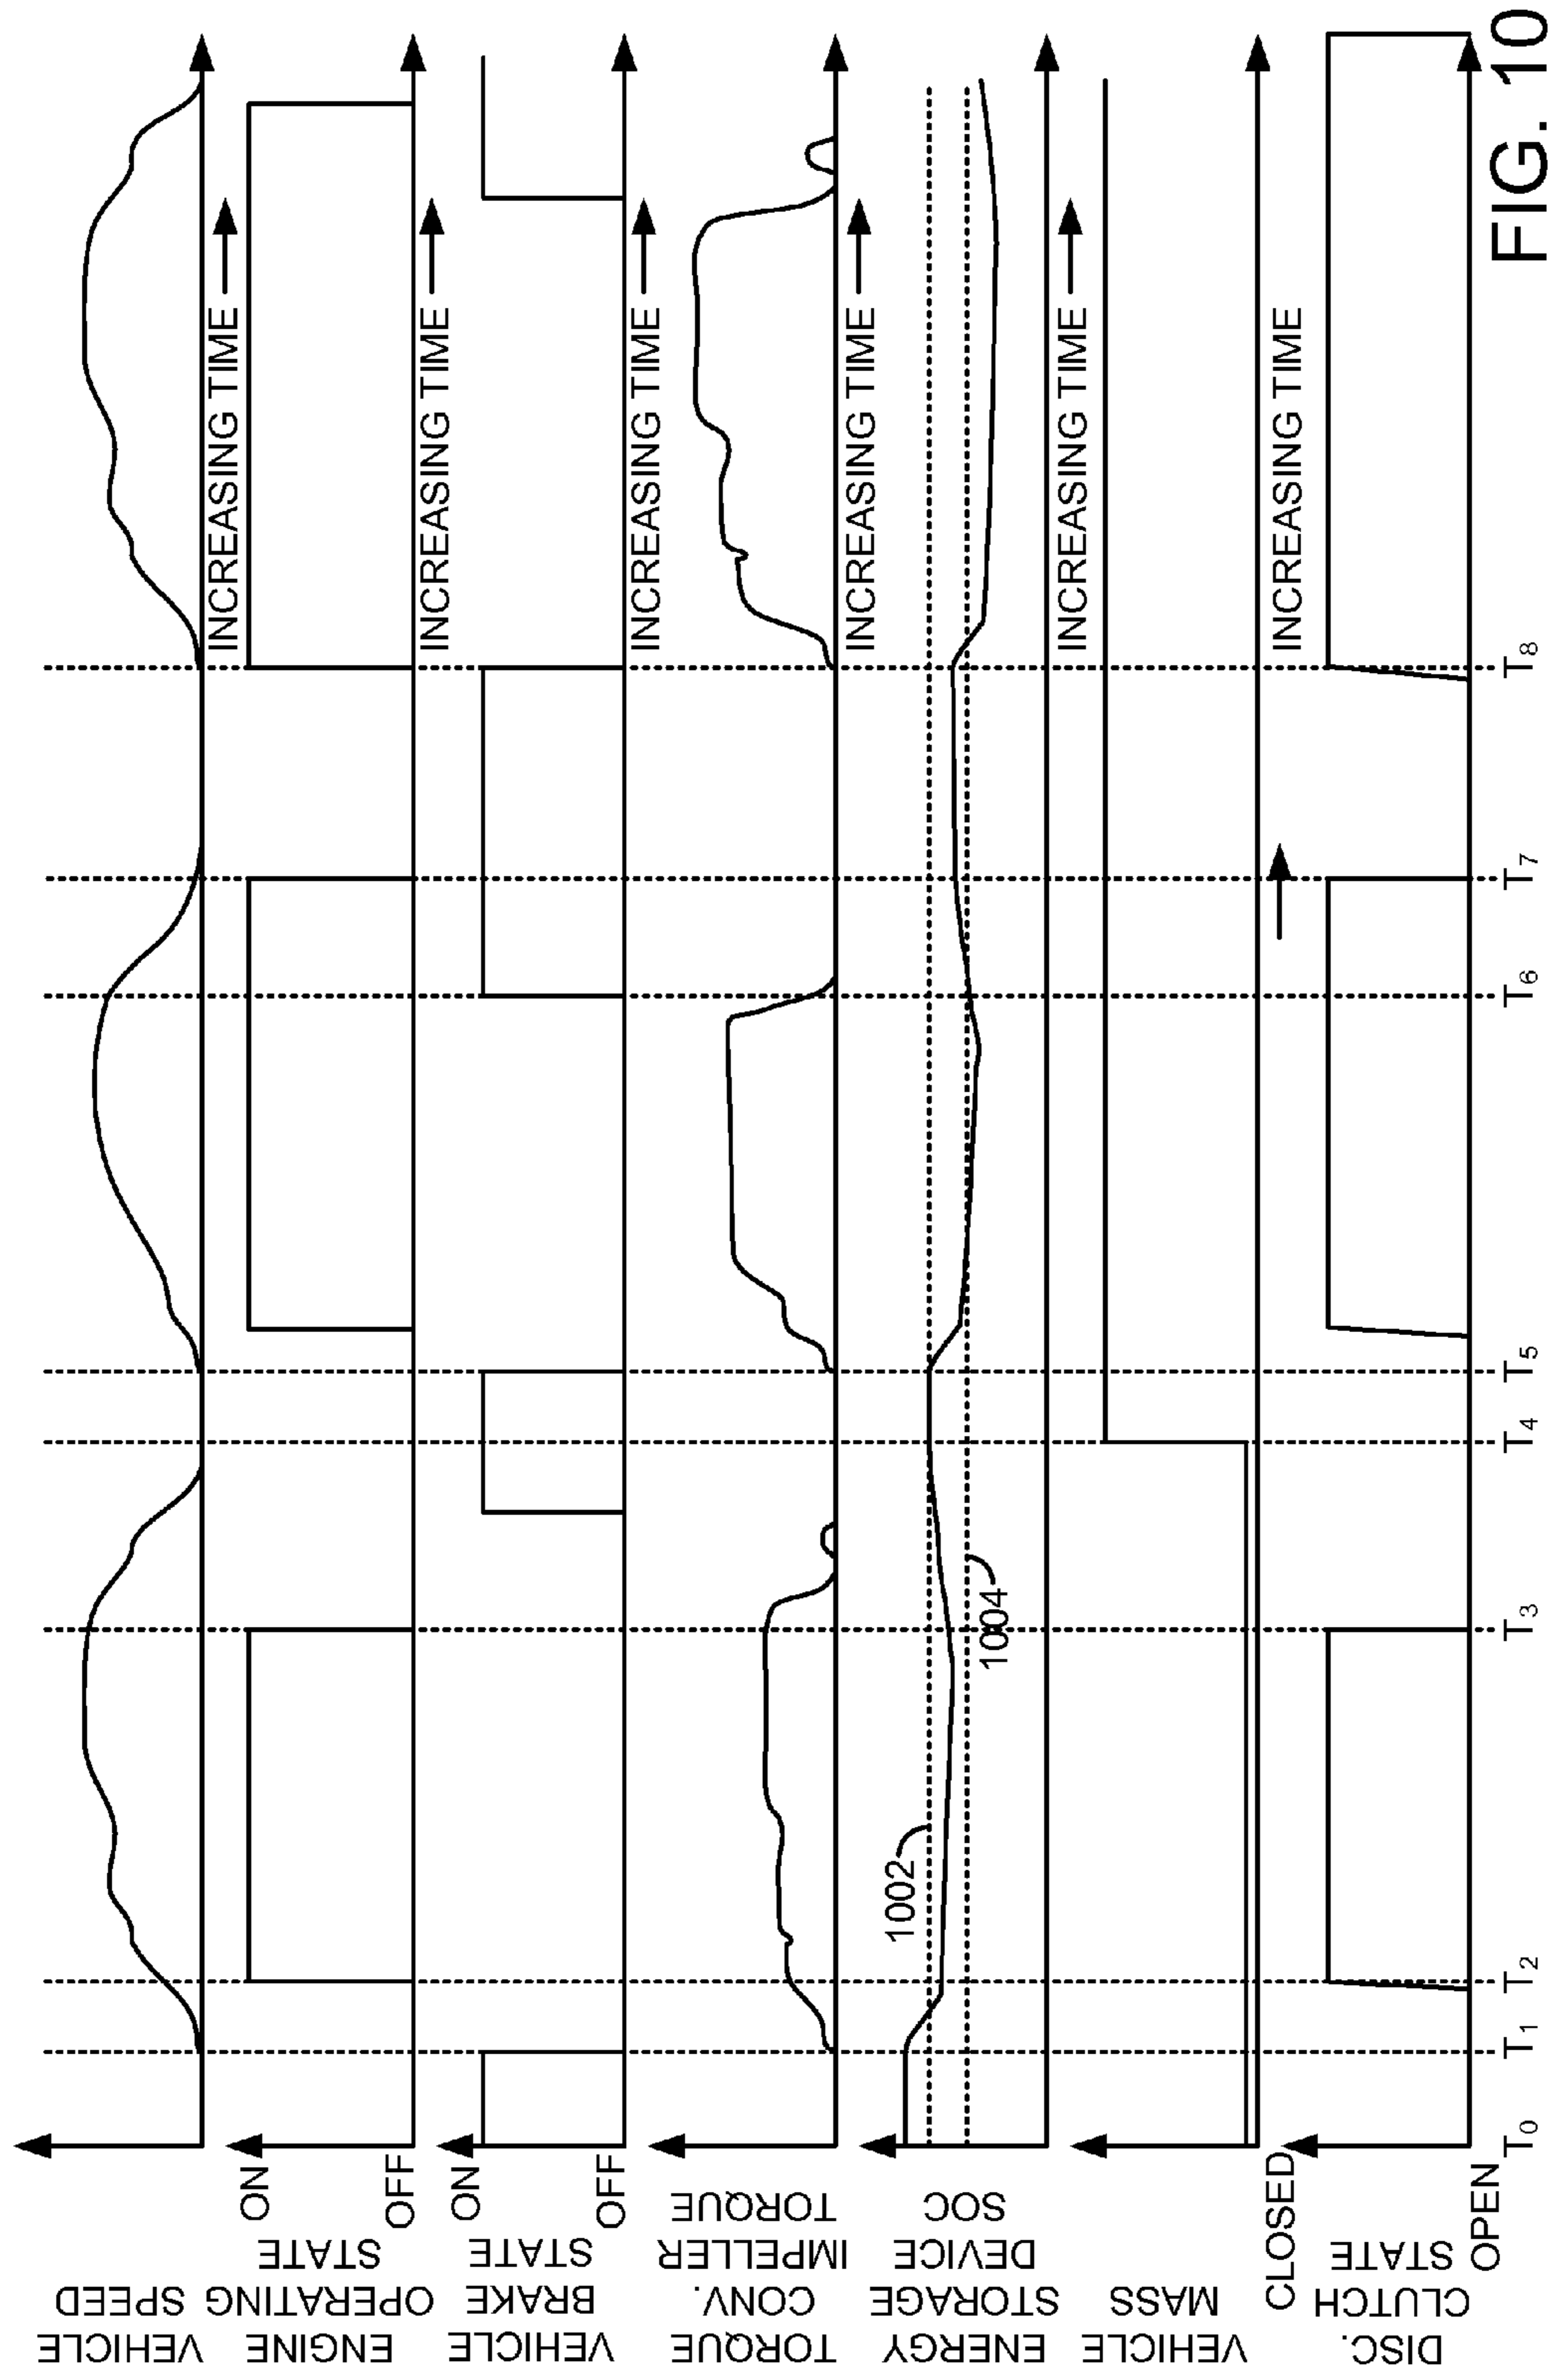 VEHICLE
SPEED
ENGINE
OPERATING
STATE
ON
OFF
INCREASING TIME
VEHICLE
BRAKE
STATE
ON
OFF
INCREASING TIME
TORQUE
CONV.
IMPELLER
TORQUE
INCREASING TIME
ENERGY
STORAGE
DEVICE
SOC
1002
1004
INCREASING TIME
VEHICLE
MASS
INCREASING TIME
DISC.
CLUTCH
STATE
CLOSED
OPEN
INCREASING TIME
T0 T1 T2 T3 T4 T5 T6 T7 T8
FIG. 10